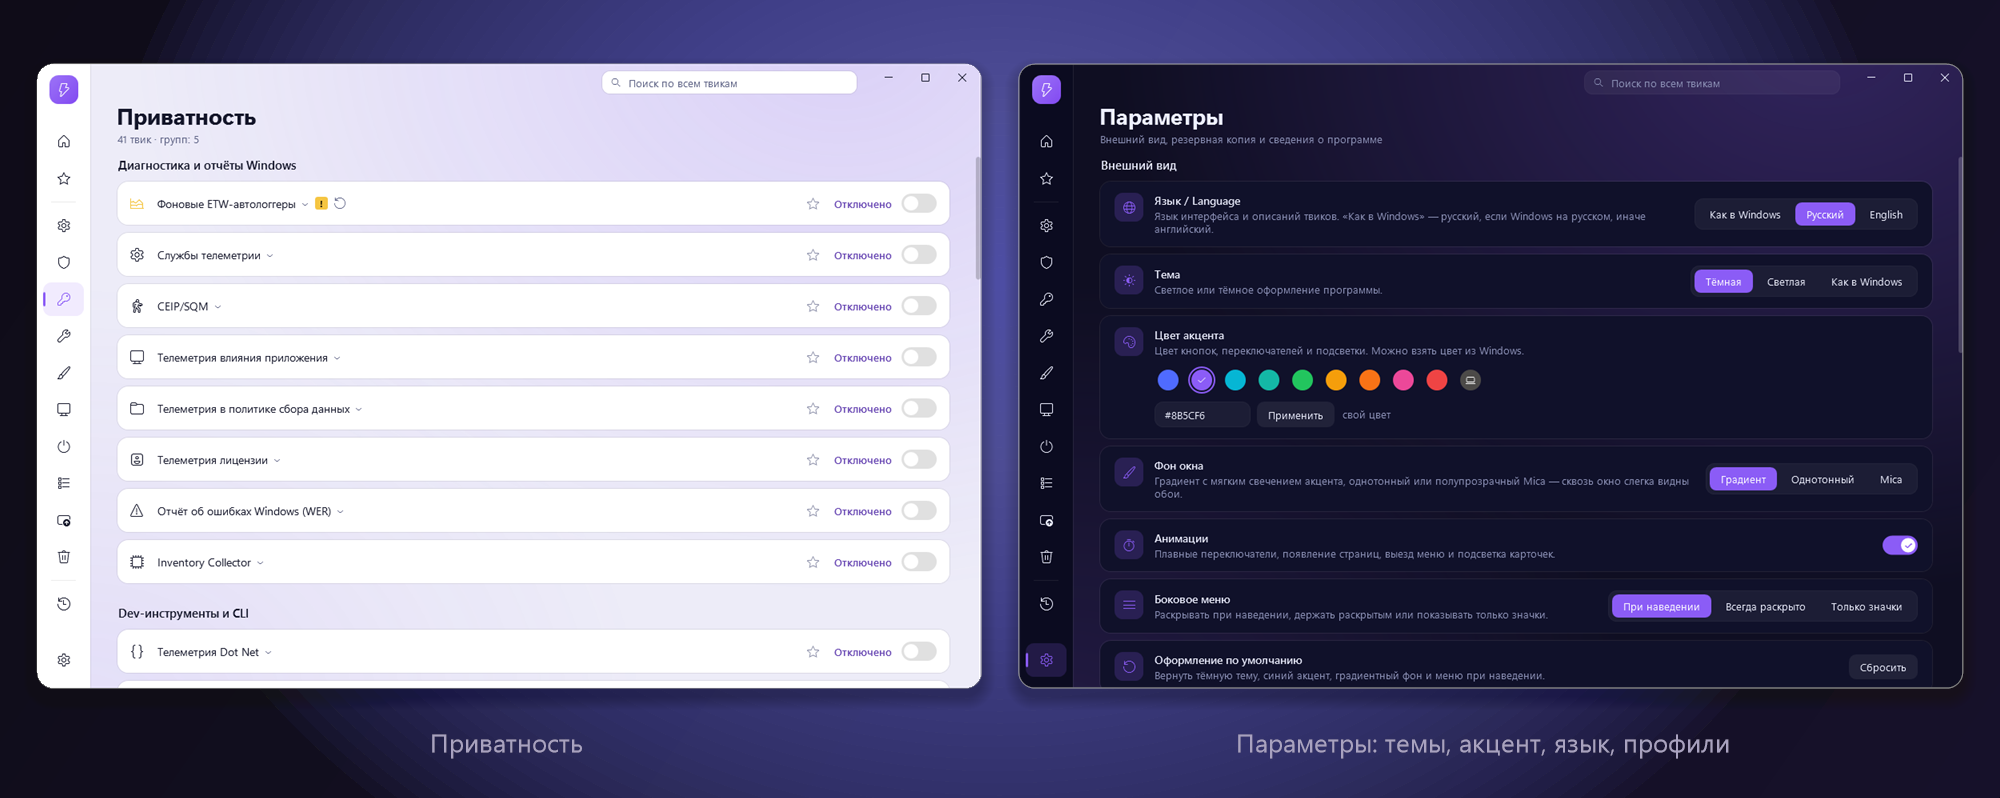 Поиск по всем твикам
Приватность
41 твик · групп: 5
Диагностика и отчёты Windows
Фоновые ETW-автологгеры
Отключено
Службы телеметрии
Отключено
CEIP/SQM
Отключено
Телеметрия влияния приложения
Отключено
Телеметрия в политике сбора данных
Отключено
Телеметрия лицензии
Отключено
Отчёт об ошибках Windows (WER)
Отключено
Inventory Collector
Отключено
Dev-инструменты и CLI
Телеметрия Dot Net
Отключено
Приватность
Поиск по всем твикам
Параметры
Внешний вид, резервная копия и сведения о программе
Внешний вид
Язык / Language
Язык интерфейса и описаний твиков. «Как в Windows» — русский, если Windows на русском, иначе
английский.
Как в Windows Русский English
Тема
Светлое или тёмное оформление программы.
Тёмная Светлая Как в Windows
Цвет акцента
Цвет кнопок, переключателей и подсветки. Можно взять цвет из Windows.
#8B5CF6 Применить свой цвет
Фон окна
Градиент с мягким свечением акцента, однотонный или полупрозрачный Mica — сквозь окно слегка видны
обои.
Градиент Однотонный Mica
Анимации
Плавные переключатели, появление страниц, выезд меню и подсветка карточек.
Боковое меню
Раскрывать при наведении, держать раскрытым или показывать только значки.
При наведении Всегда раскрыто Только значки
Оформление по умолчанию
Вернуть тёмную тему, синий акцент, градиентный фон и меню при наведении.
Сбросить
Параметры: темы, акцент, язык, профили